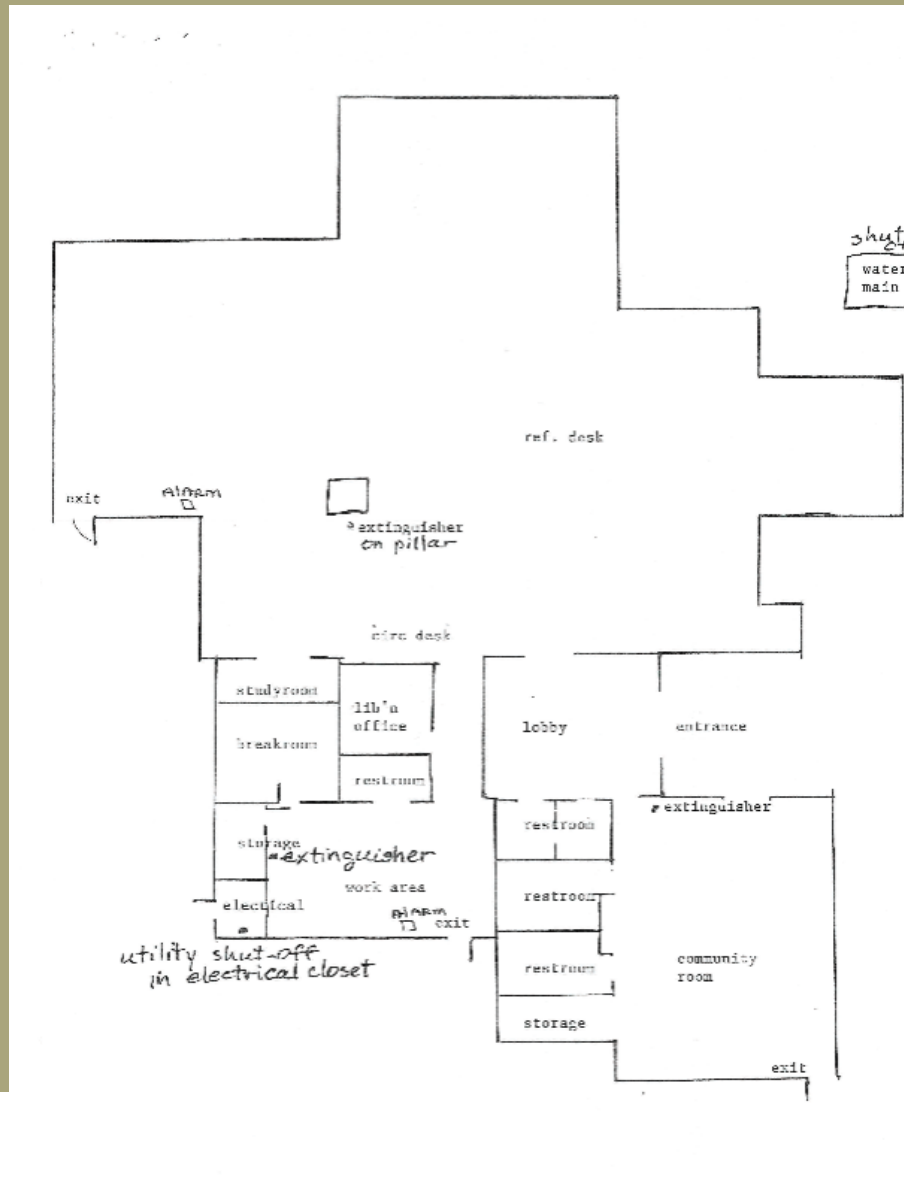 shut
water
main
ref. desk
exit
AlARM
extinguisher
on pillar
circ desk
studyroom
lib'n
office
lobby
entrance
breakroom
restroom
extinguisher
restroom
storage
extinguisher
work area
restroom
electical
AlARM
exit
utility shut-off
in electrical closet
community
room
restroom
storage
exit